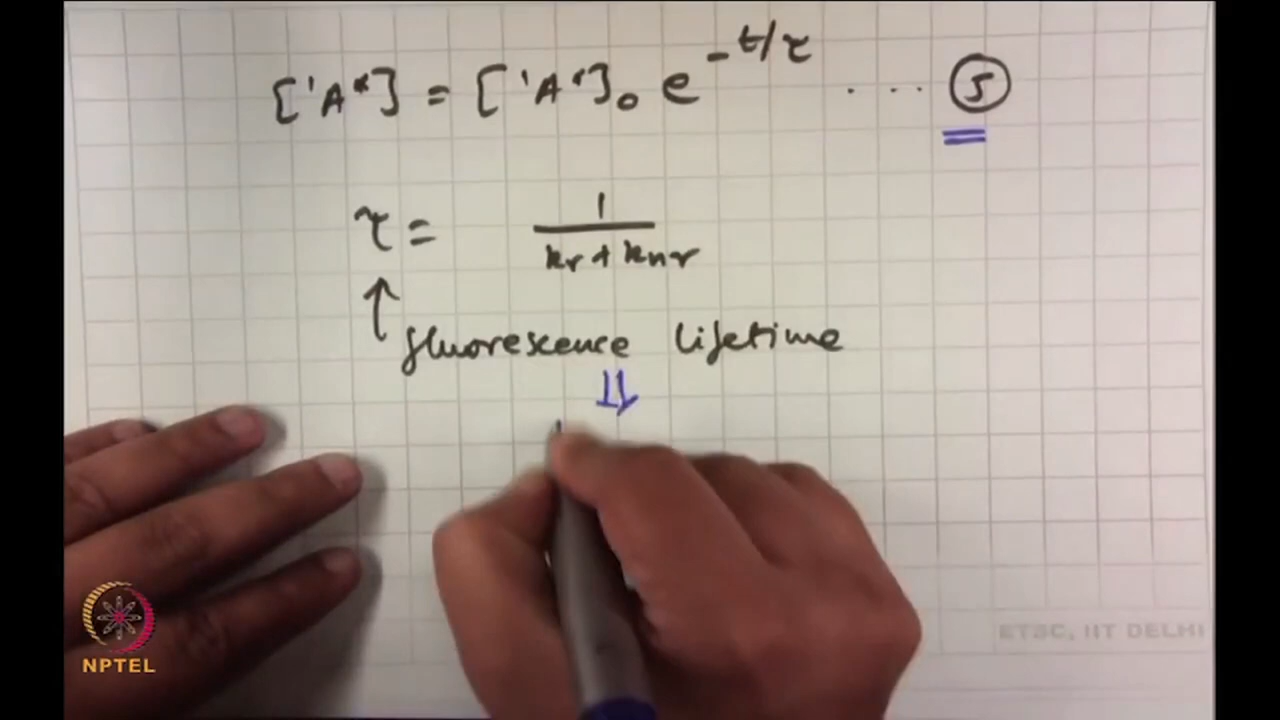 ['A*] = ['A*]₀ e^-t/τ .... ⑤
τ = 1/(kr + knr)
↑
fluorescence lifetime
⇓
NPTEL
ETSC, IIT DELHI